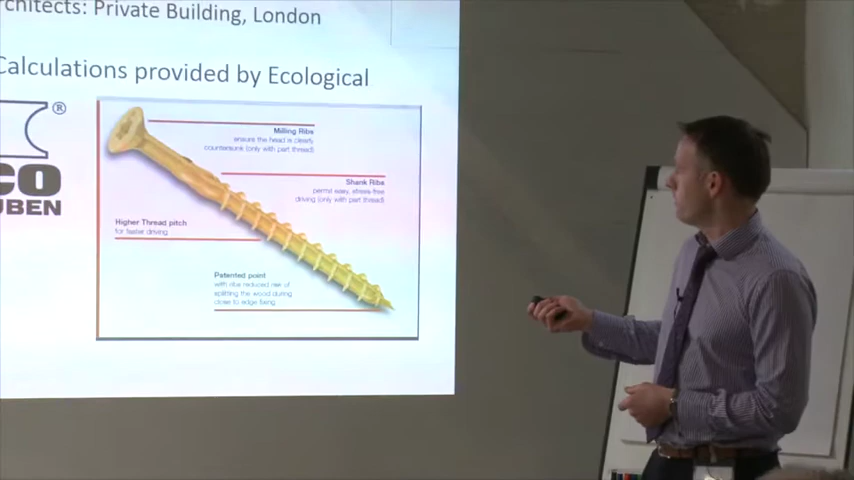 rchitects: Private Building, London
Calculations provided by Ecological
®
CO
UBEN
Milling Ribs
ensure the head is clearly
countersunk (only with part thread)
Shank Ribs
permit easy, stress-free
driving (only with part thread)
Higher Thread pitch
for faster driving
Patented point
with ribs reduced risk of
splitting the wood during
close to edge fixing